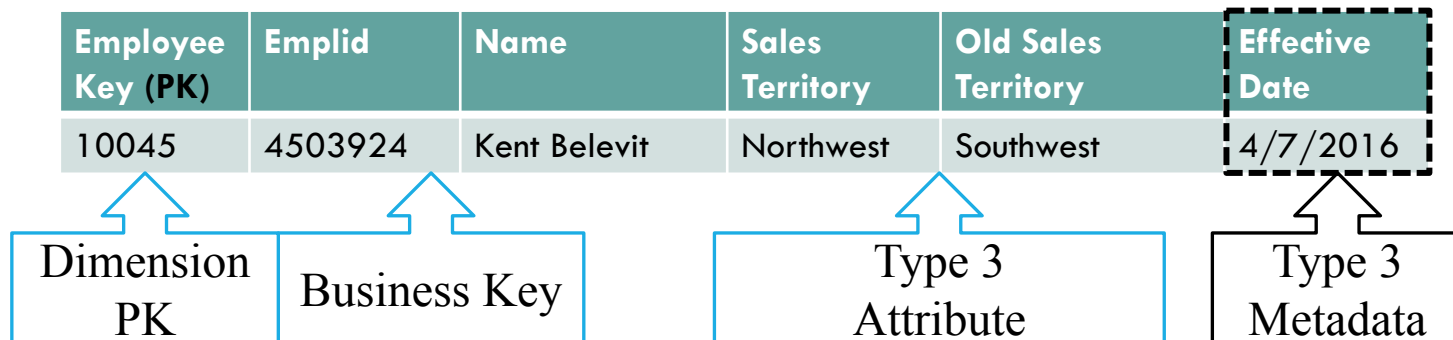 Employee Key (PK) Emplid Name Sales Territory Old Sales Territory Effective Date
10045 4503924 Kent Belevit Northwest Southwest 4/7/2016
Dimension PK
Business Key
Type 3 Attribute
Type 3 Metadata